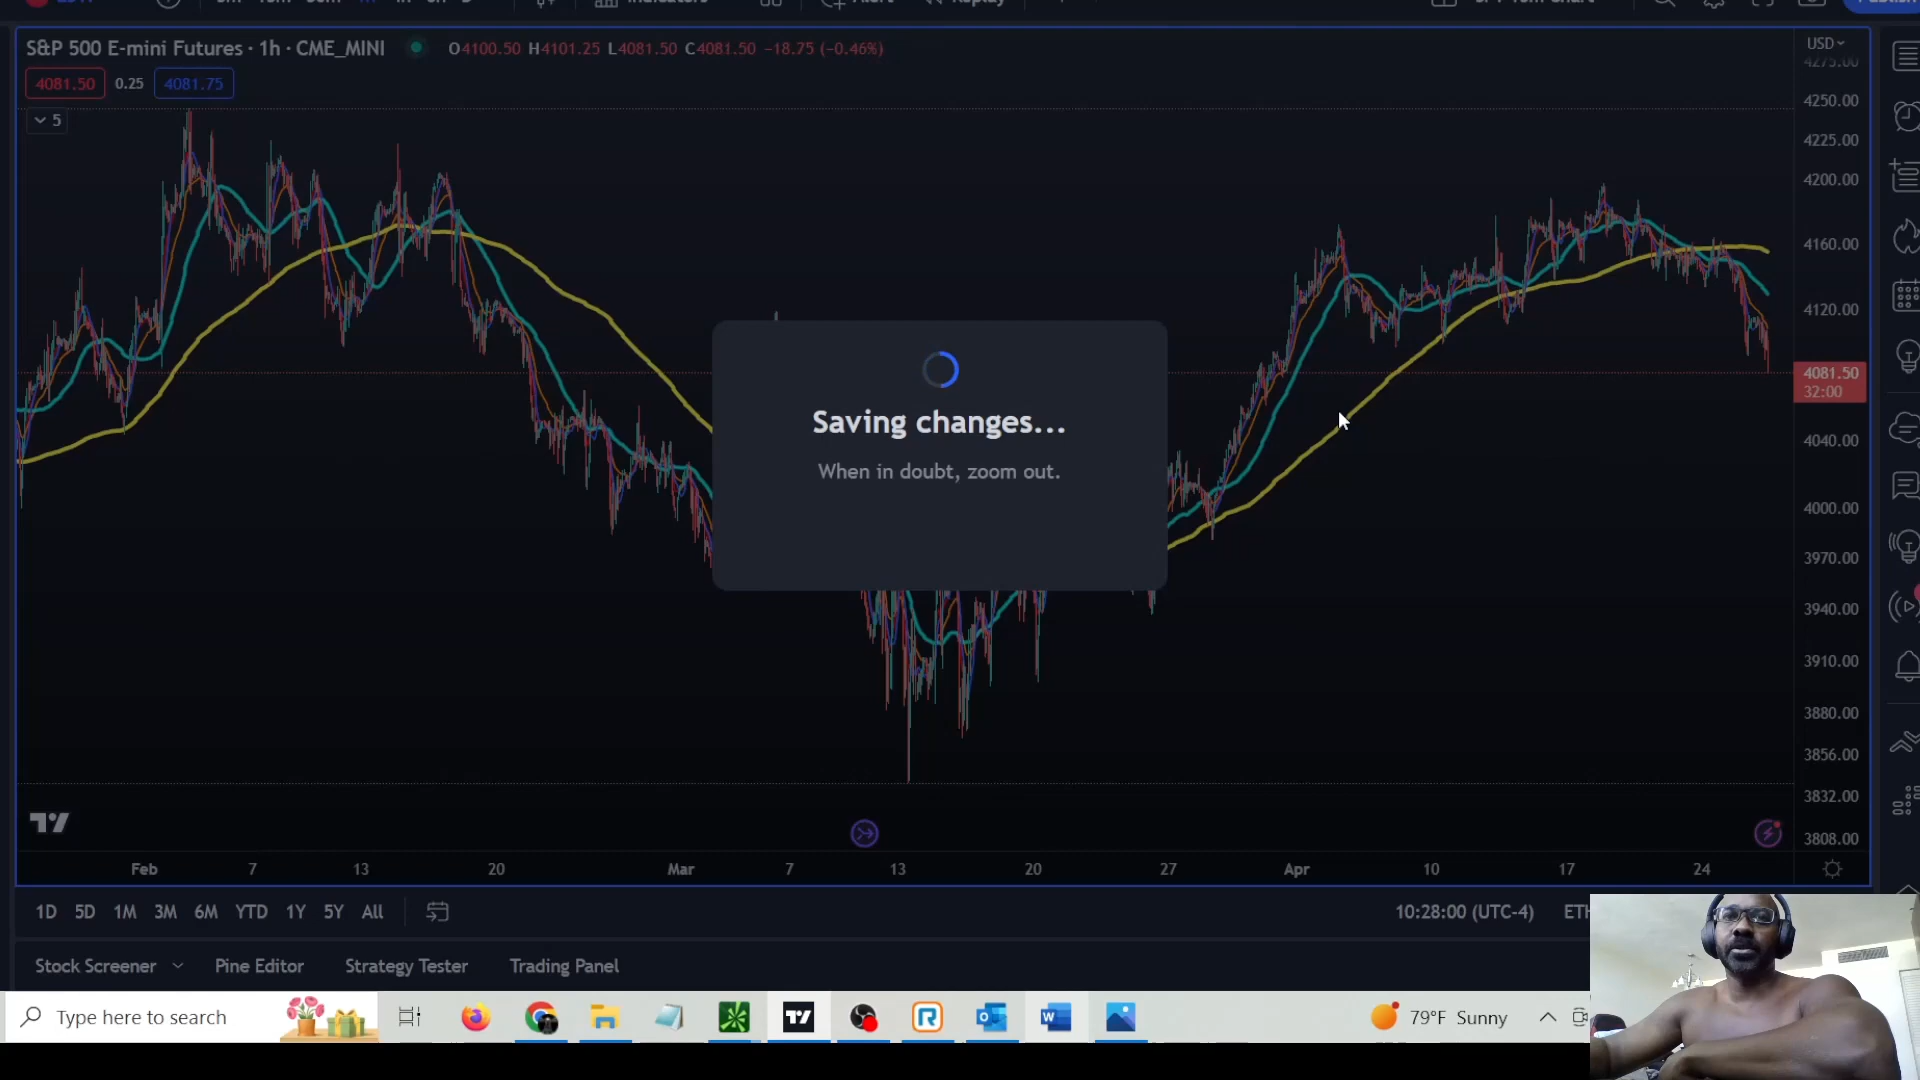 S&P 500 E-mini Futures · 1h · CME_MINI O4100.50 H4101.25 L4081.50 C4081.50 −18.75 (−0.46%)
4081.50 0.25 4081.75
5
USD
4275.00
4250.00
4225.00
4200.00
4160.00
4120.00
4081.50
32:00
4040.00
4000.00
3970.00
3940.00
3910.00
3880.00
3856.00
3832.00
3808.00
Saving changes...
When in doubt, zoom out.
Feb 7 13 20 Mar 7 13 20 27 Apr 10 17 24
1D 5D 1M 3M 6M YTD 1Y 5Y All 10:28:00 (UTC-4) ETH
Stock Screener Pine Editor Strategy Tester Trading Panel
Type here to search 79°F Sunny